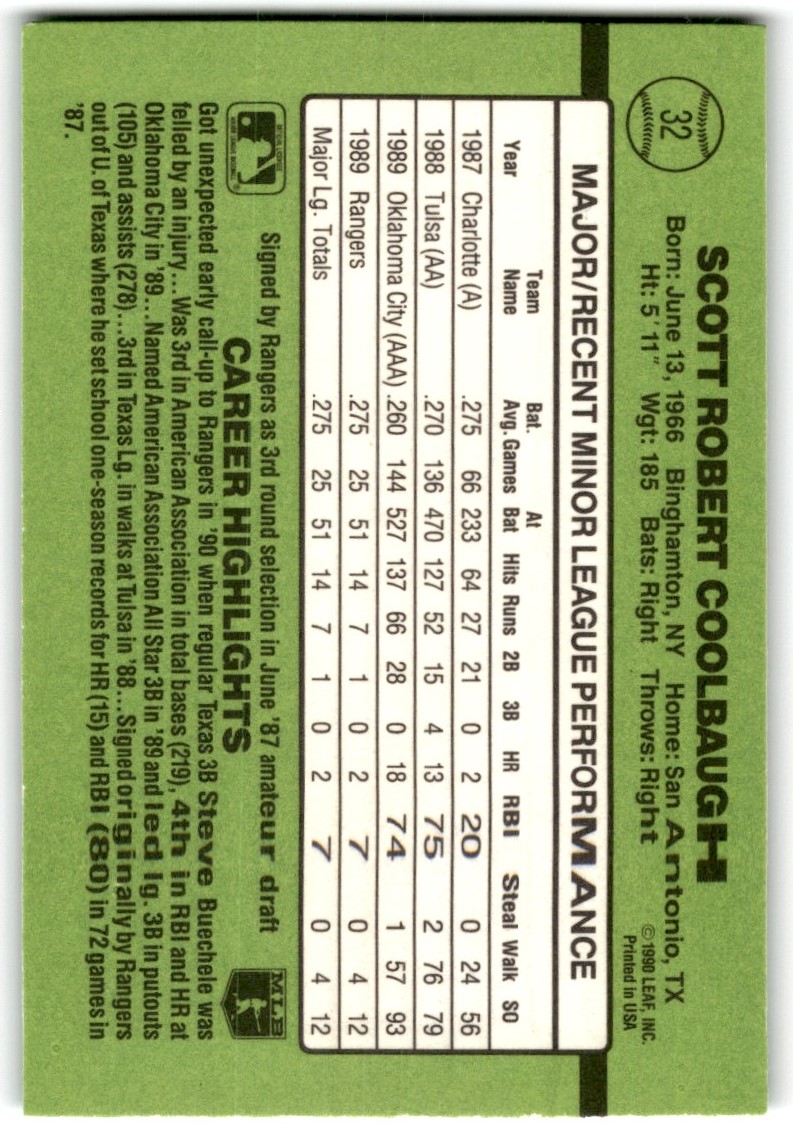 32
SCOTT ROBERT COOLBAUGH
Born: June 13, 1966 Binghamton, NY Home: San Antonio, TX
Ht: 5' 11" Wgt: 185 Bats: Right Throws: Right
©1990 LEAF, INC.
Printed in USA
MAJOR/RECENT MINOR LEAGUE PERFORMANCE
Year Team Name Bat. Avg. Games At Bat Hits Runs 2B 3B HR RBI Steal Walk SO
1987 Charlotte (A) .275 66 233 64 27 21 0 2 20 0 24 56
1988 Tulsa (AA) .270 136 470 127 52 15 4 13 75 2 76 79
1989 Oklahoma City (AAA) .260 144 527 137 66 28 0 18 74 1 57 93
1989 Rangers .275 25 51 14 7 1 0 2 7 0 4 12
Major Lg. Totals .275 25 51 14 7 1 0 2 7 0 4 12
Signed by Rangers as 3rd round selection in June '87 amateur draft
CAREER HIGHLIGHTS
MLB
Got unexpected early call-up to Rangers in '90 when regular Texas 3B Steve Buechele was
felled by an injury... Was 3rd in American Association in total bases (219), 4th in RBI and HR at
Oklahoma City in '89... Named American Association All Star 3B in '89 and led lg. 3B in putouts
(105) and assists (278)...3rd in Texas Lg. in walks at Tulsa in '88...Signed originally by Rangers
out of U. of Texas where he set school one-season records for HR (15) and RBI (80) in 72 games in
'87.